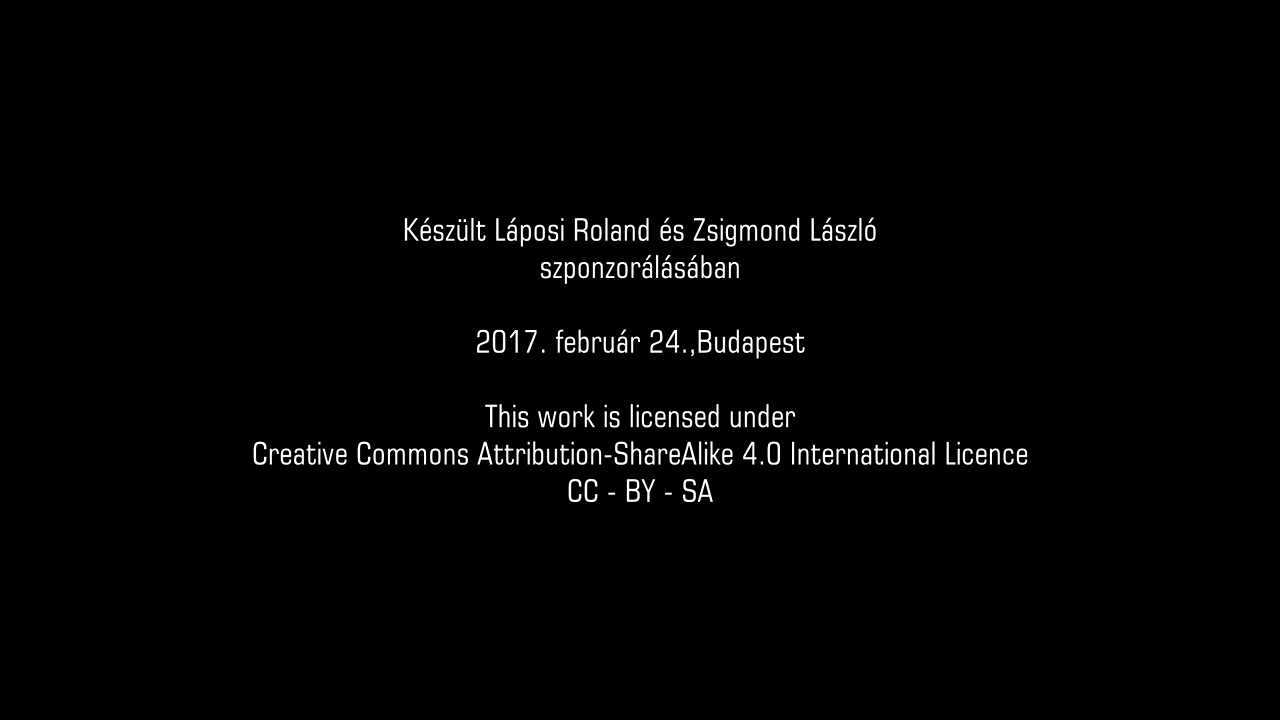 Készült Láposi Roland és Zsigmond László
szponzorálásában
2017. február 24.,Budapest
This work is licensed under
Creative Commons Attribution-ShareAlike 4.0 International Licence
CC - BY - SA